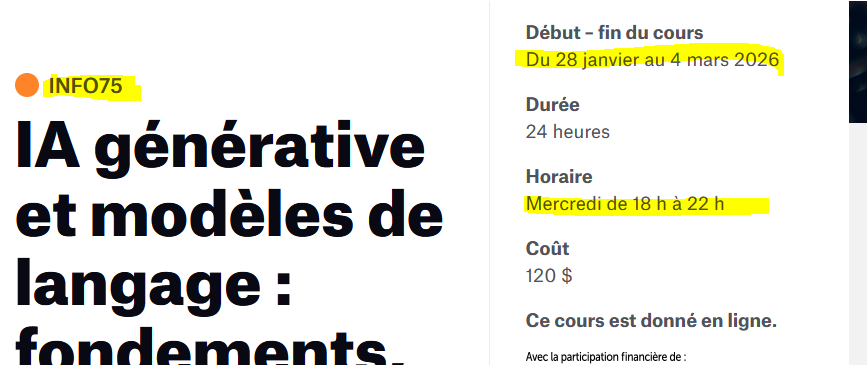 INFO75
IA générative
et modèles de
langage :
fondements,
Début – fin du cours
Du 28 janvier au 4 mars 2026
Durée
24 heures
Horaire
Mercredi de 18 h à 22 h
Coût
120 $
Ce cours est donné en ligne.
Avec la participation financière de :